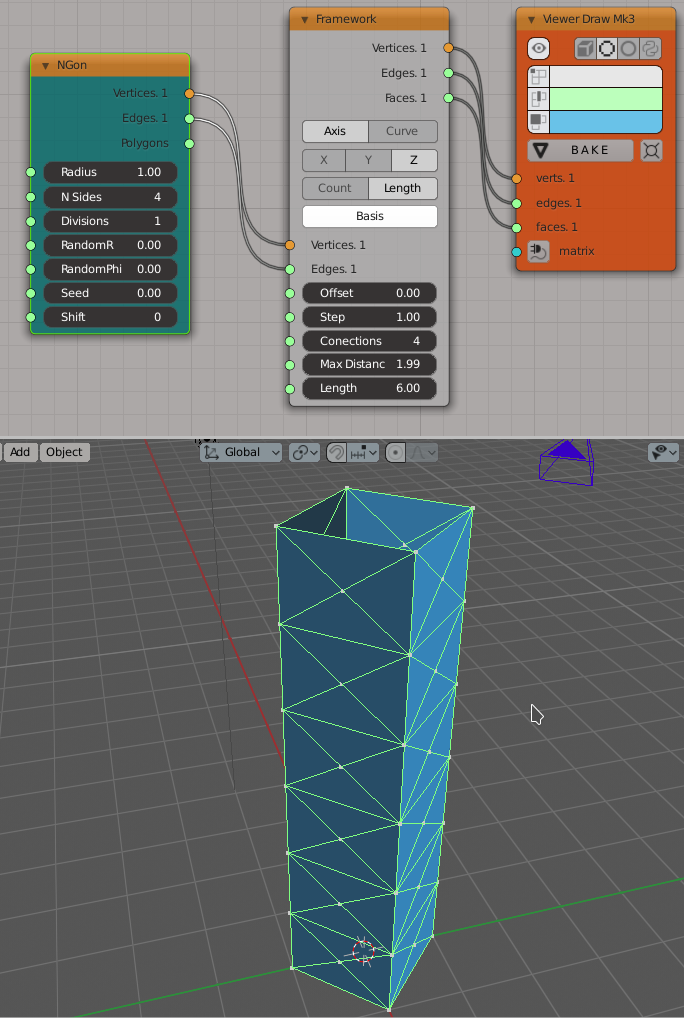 NGon
Vertices. 1
Edges. 1
Polygons
Radius 1.00
N Sides 4
Divisions 1
RandomR 0.00
RandomPhi 0.00
Seed 0.00
Shift 0
Framework
Vertices. 1
Edges. 1
Faces. 1
Axis Curve
X Y Z
Count Length
Basis
Vertices. 1
Edges. 1
Offset 0.00
Step 1.00
Conections 4
Max Distanc 1.99
Length 6.00
Viewer Draw Mk3
BAKE
verts. 1
edges. 1
faces. 1
matrix
Add Object Global